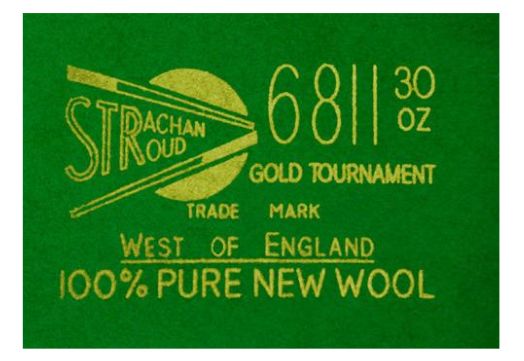 STRACHAN
STROUD
6811 30 OZ
GOLD TOURNAMENT
TRADE MARK
WEST OF ENGLAND
100% PURE NEW WOOL